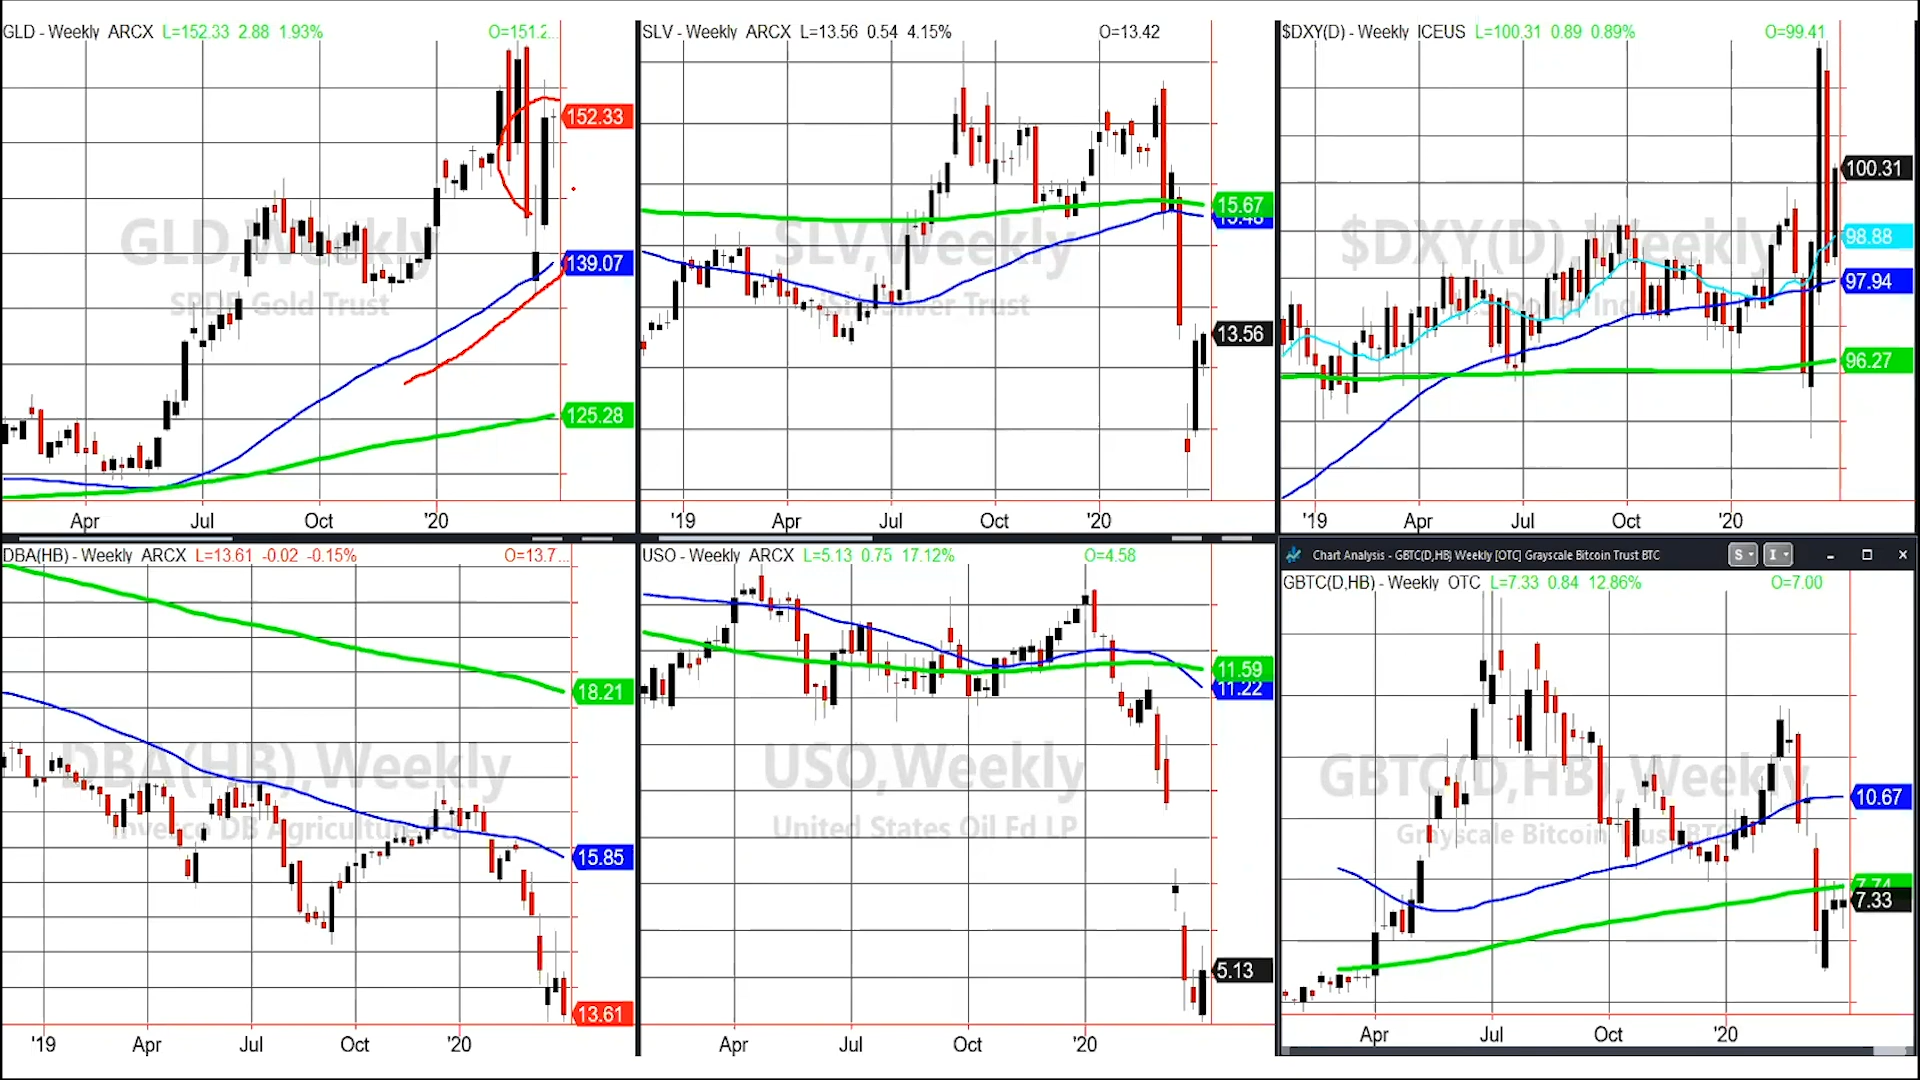 GLD - Weekly ARCX L=152.33 2.88 1.93% O=151.2...
152.33
GLD,Weekly
139.07
SPDR Gold Trust
125.28
Apr Jul Oct '20
SLV - Weekly ARCX L=13.56 0.54 4.15% O=13.42
15.67
SLV,Weekly
iShares Silver Trust
13.56
'19 Apr Jul Oct '20
$DXY(D) - Weekly ICEUS L=100.31 0.89 0.89% O=99.41
100.31
$DXY(D),Weekly
98.88
97.94
96.27
'19 Apr Jul Oct '20
DBA(HB) - Weekly ARCX L=13.61 -0.02 -0.15% O=13.7...
18.21
DBA(HB),Weekly
Invesco DB Agriculture Fd
15.85
13.61
'19 Apr Jul Oct '20
USO - Weekly ARCX L=5.13 0.75 17.12% O=4.58
11.59
11.22
USO,Weekly
United States Oil Fd LP
5.13
Apr Jul Oct '20
Chart Analysis - GBTC(D,HB) Weekly [OTC] Grayscale Bitcoin Trust BTC S I
GBTC(D,HB) - Weekly OTC L=7.33 0.84 12.86% O=7.00
GBTC(D,HB),Weekly
10.67
Grayscale Bitcoin Trust BTC
7.74
7.33
Apr Jul Oct '20